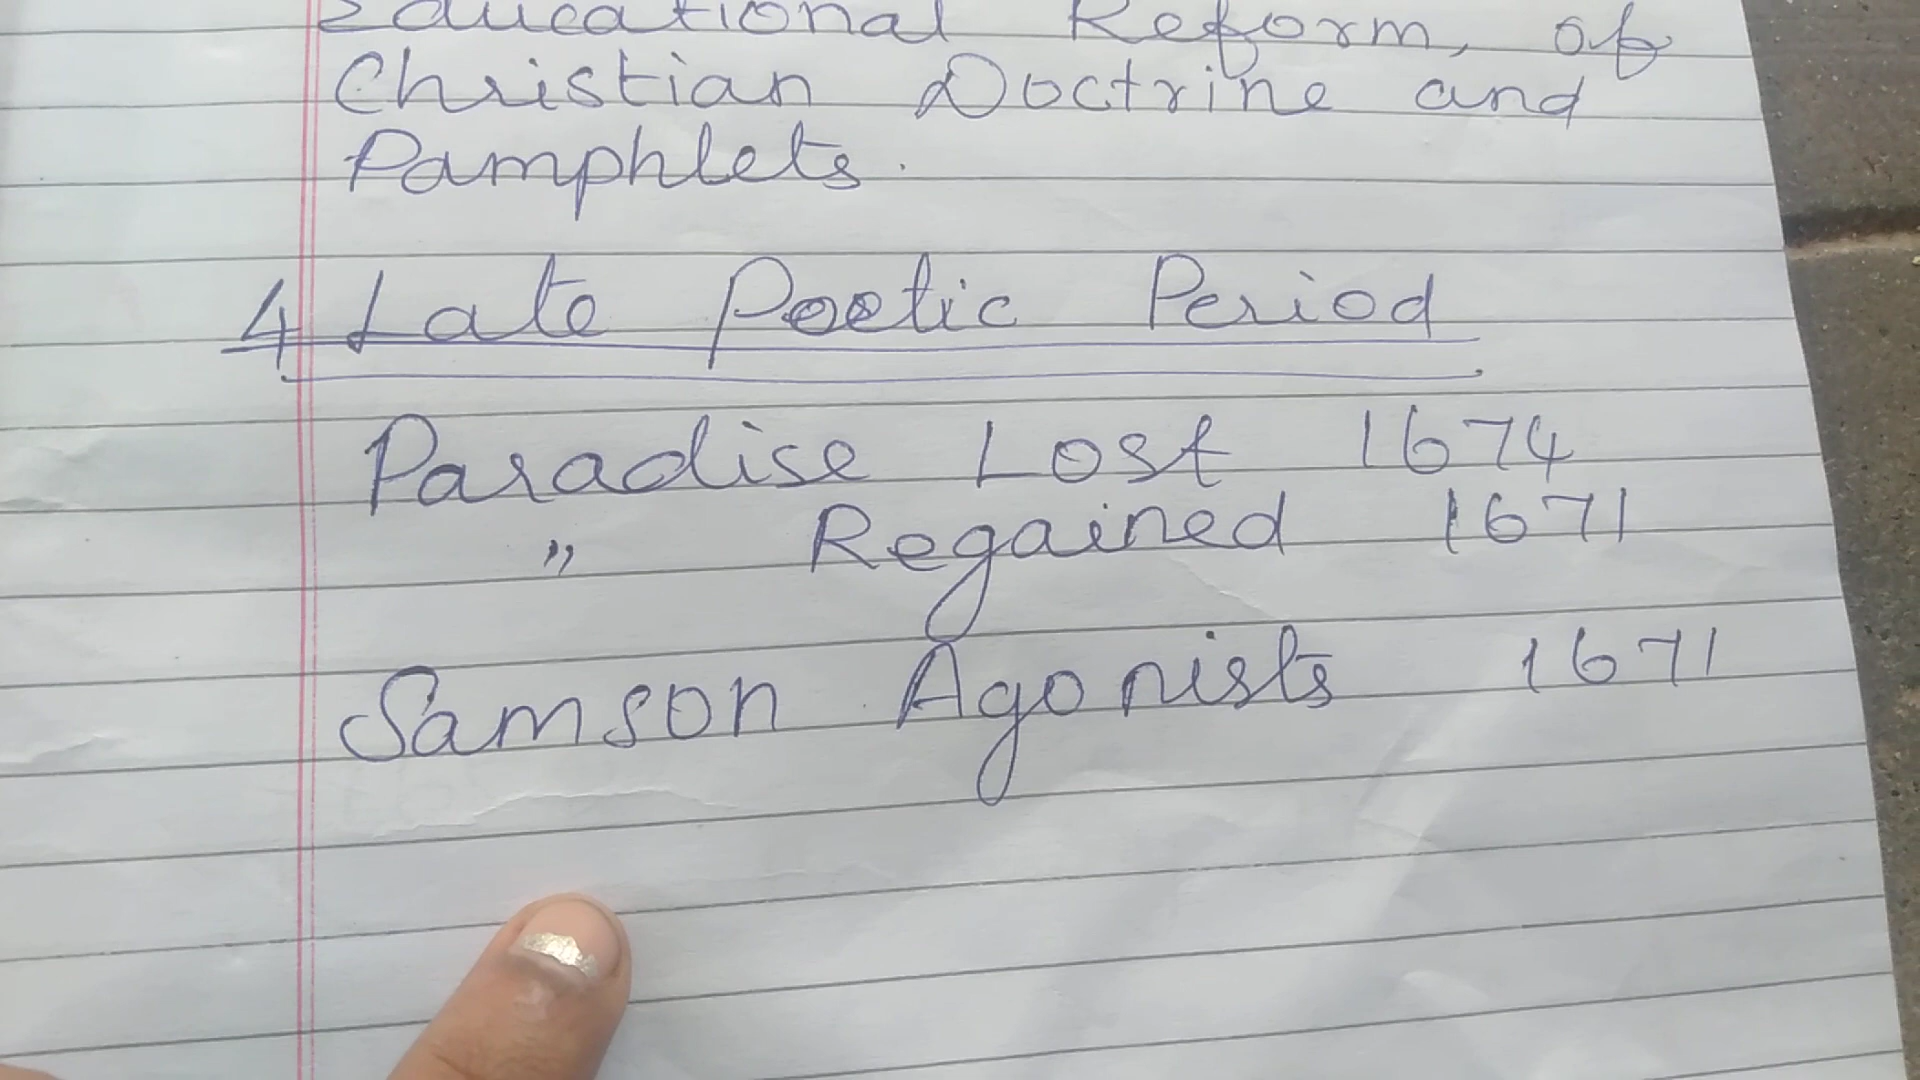 Educational Reform, of
Christian Doctrine and
Pamphlets.
4 Late Poetic Period
Paradise Lost 1674
" Regained 1671
Samson Agonists 1671